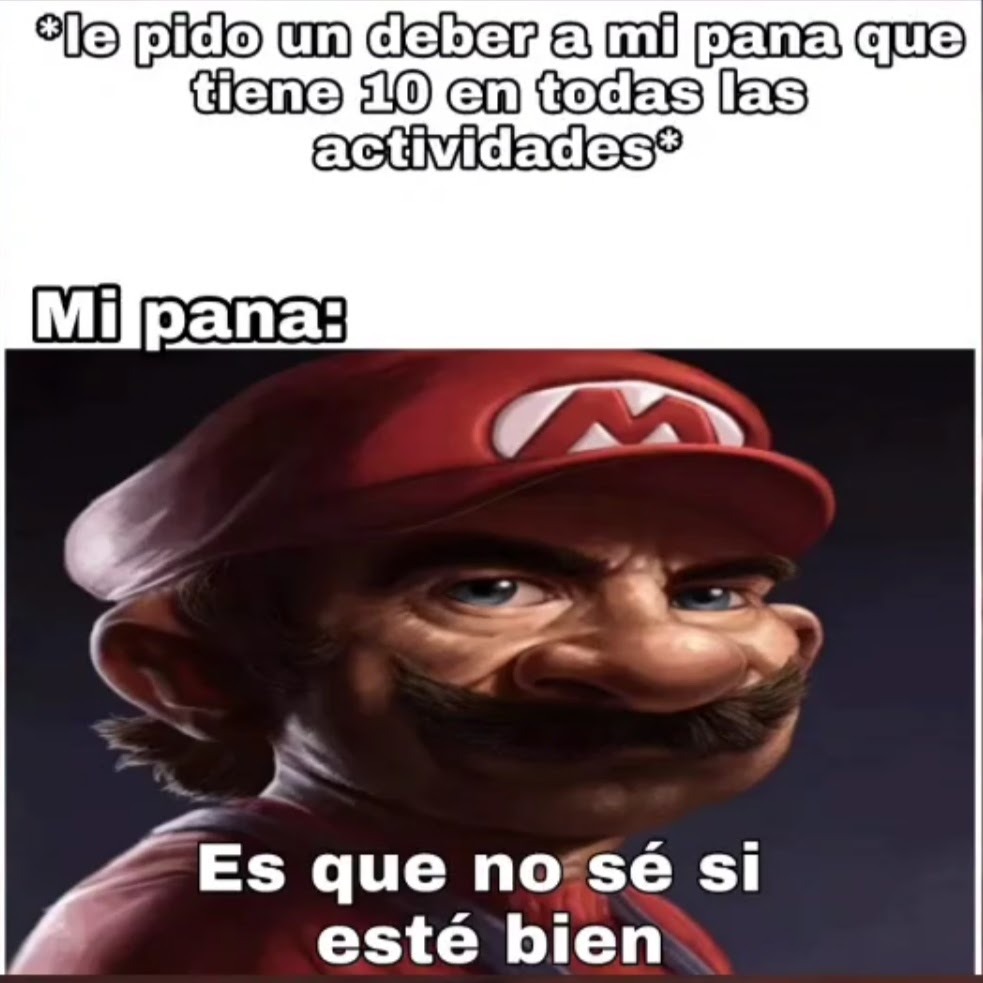 *le pido un deber a mi pana que
tiene 10 en todas las
actividades*
Mi pana:
M
Es que no sé si
esté bien